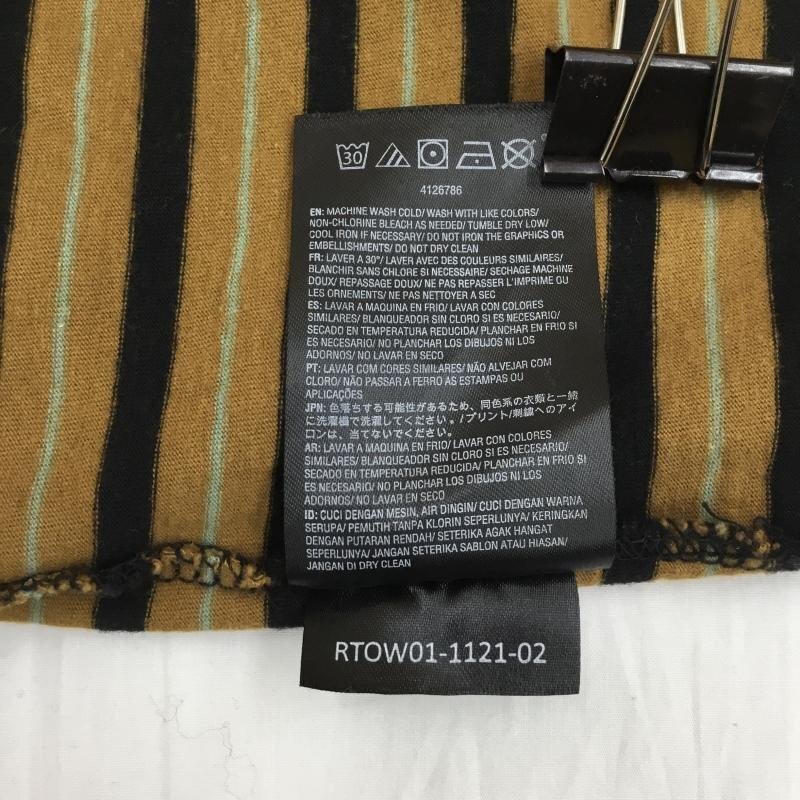 30
4126786
EN: MACHINE WASH COLD/ WASH WITH LIKE COLORS/
NON-CHLORINE BLEACH AS NEEDED/ TUMBLE DRY LOW/
COOL IRON IF NECESSARY/ DO NOT IRON THE GRAPHICS OR
EMBELLISHMENTS/ DO NOT DRY CLEAN
FR: LAVER A 30°/ LAVER AVEC DES COULEURS SIMILAIRES/
BLANCHIR SANS CHLORE SI NECESSAIRE/ SECHAGE MACHINE
DOUX/ REPASSAGE DOUX/ NE PAS REPASSER L'IMPRIME OU
LES ORNEMENTS/ NE PAS NETTOYER A SEC
ES: LAVAR A MAQUINA EN FRIO/ LAVAR CON COLORES
SIMILARES/ BLANQUEADOR SIN CLORO SI ES NECESARIO/
SECADO EN TEMPERATURA REDUCIDA/ PLANCHAR EN FRIO SI
ES NECESARIO/ NO PLANCHAR LOS DIBUJOS NI LOS
ADORNOS/ NO LAVAR EN SECO
PT: LAVAR COM CORES SIMILARES/ NÃO ALVEJAR COM
CLORO/ NÃO PASSAR A FERRO AS ESTAMPAS OU
APLICAÇÕES
JPN: 色落ちする可能性があるため、同色系の衣類と一緒
に洗濯機で洗濯してください。/プリント/刺繍へのアイ
ロンは、当てないでください。
AR: LAVAR A MAQUINA EN FRIO/ LAVAR CON COLORES
SIMILARES/ BLANQUEADOR SIN CLORO SI ES NECESARIO/
SECADO EN TEMPERATURA REDUCIDA/ PLANCHAR EN FRIO SI
ES NECESARIO/ NO PLANCHAR LOS DIBUJOS NI LOS
ADORNOS/ NO LAVAR EN SECO
ID: CUCI DENGAN MESIN, AIR DINGIN/ CUCI DENGAN WARNA
SERUPA/ PEMUTIH TANPA KLORIN SEPERLUNYA/ KERINGKAN
DENGAN PUTARAN RENDAH/ SETERIKA AGAK HANGAT
SEPERLUNYA/ JANGAN SETERIKA SABLON ATAU HIASAN/
JANGAN DI DRY CLEAN
RTOW01-1121-02